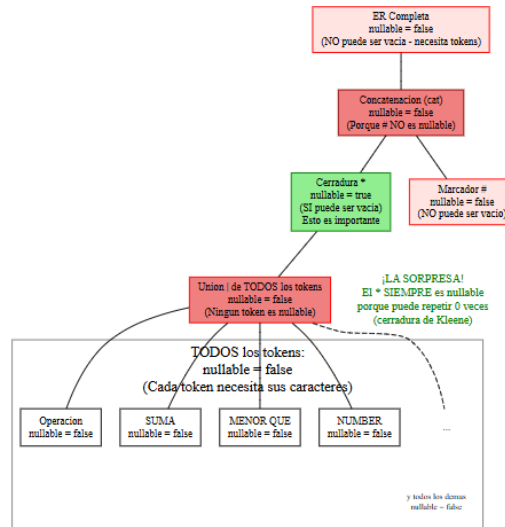 ER Completa
nullable = false
(NO puede ser vacia - necesita tokens)
Concatenacion (cat)
nullable = false
(Porque # NO es nullable)
Cerradura *
nullable = true
(SI puede ser vacia)
Esto es importante
Marcador #
nullable = false
(NO puede ser vacio)
Union | de TODOS los tokens
nullable = false
(Ningun token es nullable)
¡LA SORPRESA!
El * SIEMPRE es nullable
porque puede repetir 0 veces
(cerradura de Kleene)
TODOS los tokens:
nullable = false
(Cada token necesita sus caracteres)
Operacion
nullable = false
SUMA
nullable = false
MENOR QUE
nullable = false
NUMBER
nullable = false
...
y todos los demas
nullable = false